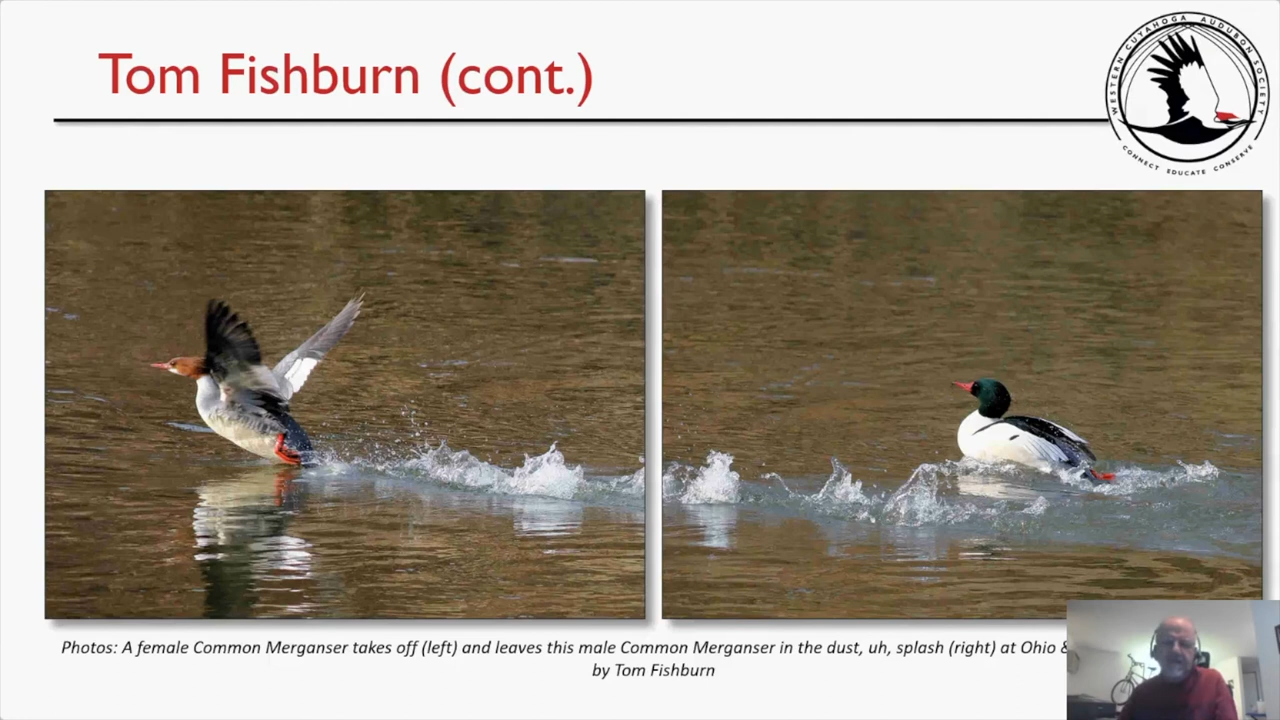 Tom Fishburn (cont.)
WESTERN CUYAHOGA AUDUBON SOCIETY
CONNECT EDUCATE CONSERVE
Photos: A female Common Merganser takes off (left) and leaves this male Common Merganser in the dust, uh, splash (right) at Ohio &
by Tom Fishburn